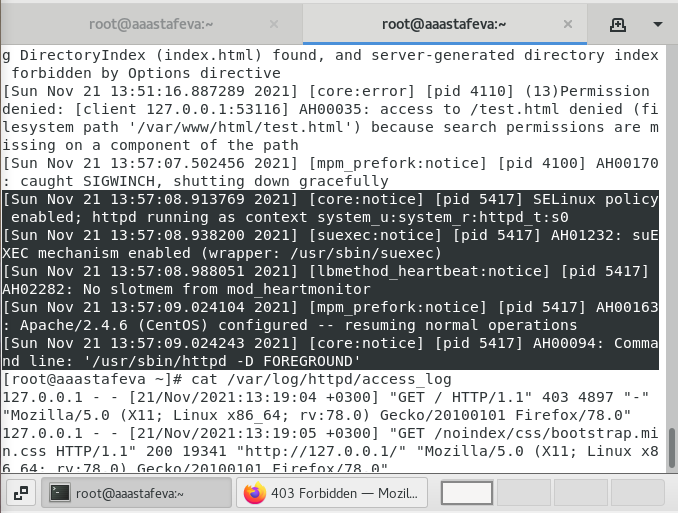 root@aaastafeva:~
root@aaastafeva:~
g DirectoryIndex (index.html) found, and server-generated directory index
 forbidden by Options directive
[Sun Nov 21 13:51:16.887289 2021] [core:error] [pid 4110] (13)Permission
denied: [client 127.0.0.1:53116] AH00035: access to /test.html denied (fi
lesystem path '/var/www/html/test.html') because search permissions are m
issing on a component of the path
[Sun Nov 21 13:57:07.502456 2021] [mpm_prefork:notice] [pid 4100] AH00170
: caught SIGWINCH, shutting down gracefully
[Sun Nov 21 13:57:08.913769 2021] [core:notice] [pid 5417] SELinux policy
 enabled; httpd running as context system_u:system_r:httpd_t:s0
[Sun Nov 21 13:57:08.938200 2021] [suexec:notice] [pid 5417] AH01232: suE
XEC mechanism enabled (wrapper: /usr/sbin/suexec)
[Sun Nov 21 13:57:08.988051 2021] [lbmethod_heartbeat:notice] [pid 5417]
AH02282: No slotmem from mod_heartmonitor
[Sun Nov 21 13:57:09.024104 2021] [mpm_prefork:notice] [pid 5417] AH00163
: Apache/2.4.6 (CentOS) configured -- resuming normal operations
[Sun Nov 21 13:57:09.024243 2021] [core:notice] [pid 5417] AH00094: Comma
nd line: '/usr/sbin/httpd -D FOREGROUND'
[root@aaastafeva ~]# cat /var/log/httpd/access_log
127.0.0.1 - - [21/Nov/2021:13:19:04 +0300] "GET / HTTP/1.1" 403 4897 "-"
"Mozilla/5.0 (X11; Linux x86_64; rv:78.0) Gecko/20100101 Firefox/78.0"
127.0.0.1 - - [21/Nov/2021:13:19:05 +0300] "GET /noindex/css/bootstrap.mi
n.css HTTP/1.1" 200 19341 "http://127.0.0.1/" "Mozilla/5.0 (X11; Linux x8
6_64; rv:78.0) Gecko/20100101 Firefox/78.0"
root@aaastafeva:~
403 Forbidden — Mozil...